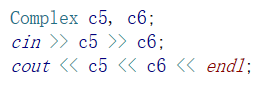 Complex c5, c6;
cin >> c5 >> c6;
cout << c5 << c6 << endl;